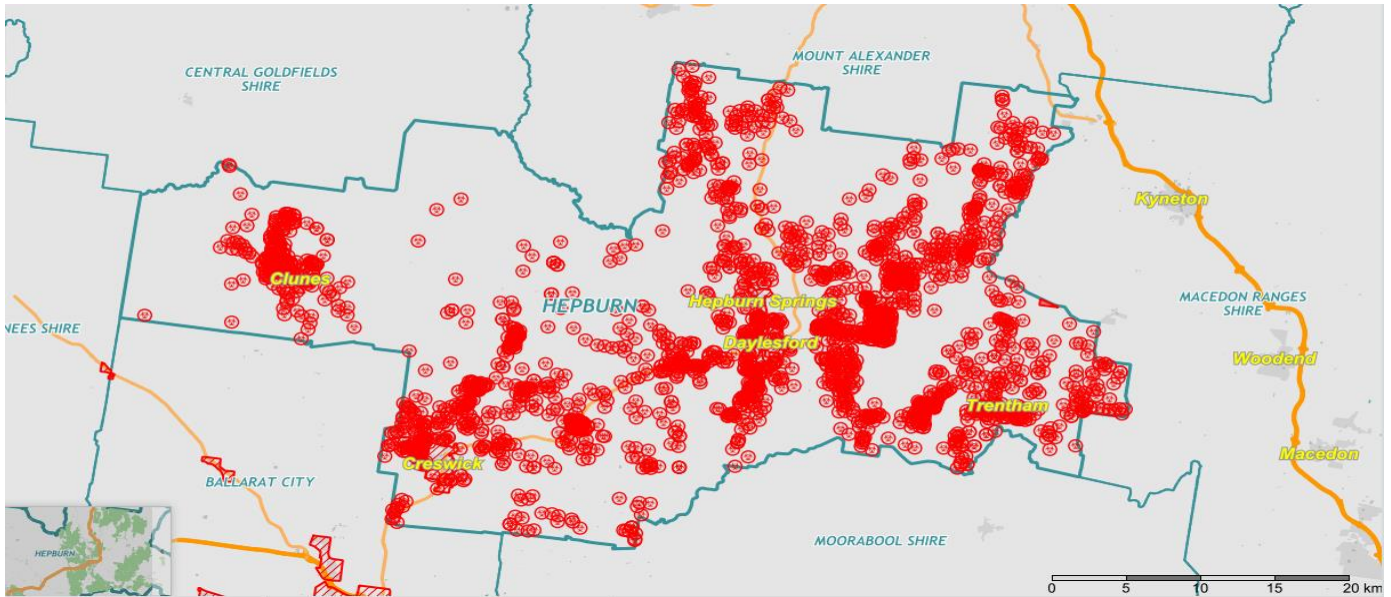 MOUNT ALEXANDER
SHIRE
CENTRAL GOLDFIELDS
SHIRE
Kyneton
Clunes
HEPBURN
Hepburn Springs
MACEDON RANGES
SHIRE
NEES SHIRE
Daylesford
Woodend
Trentham
Macedon
Creswick
BALLARAT CITY
MOORABOOL SHIRE
HEPBURN
0 5 10 15 20 km